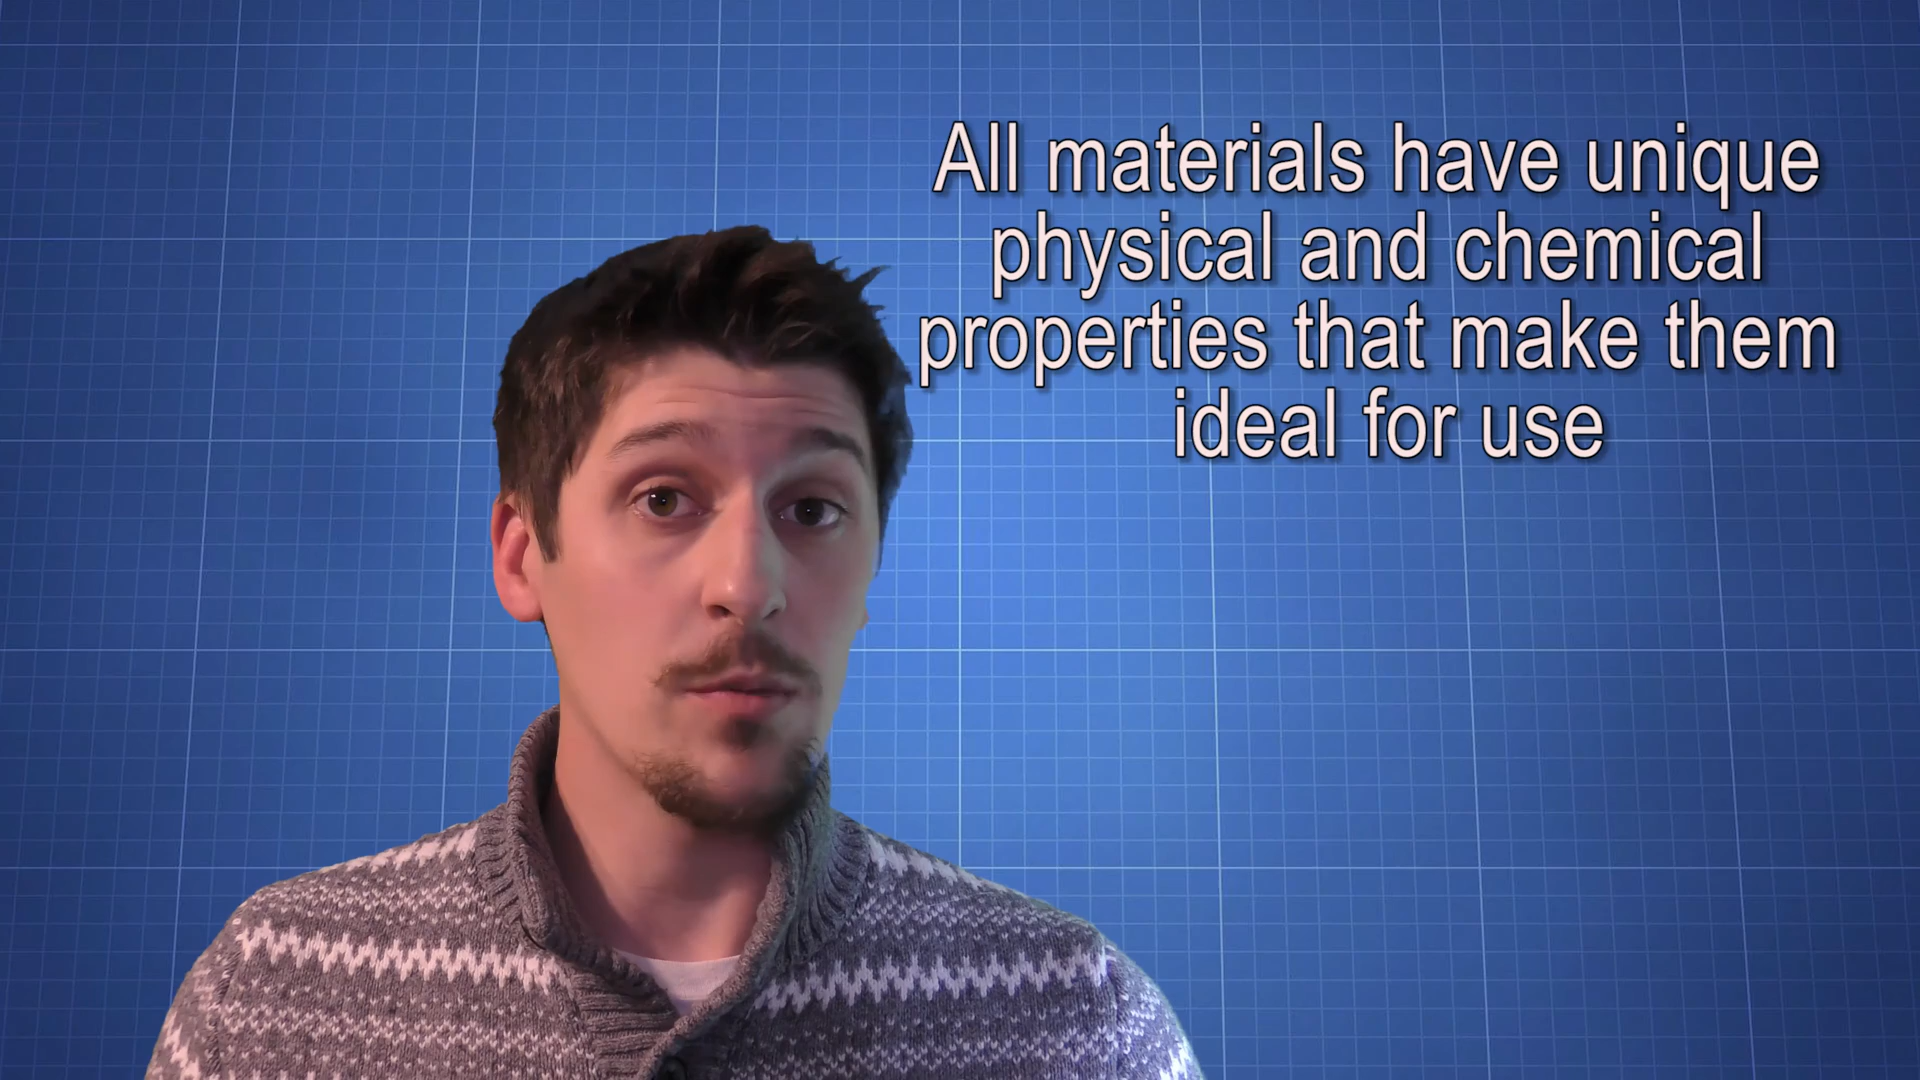 All materials have unique
physical and chemical
properties that make them
ideal for use